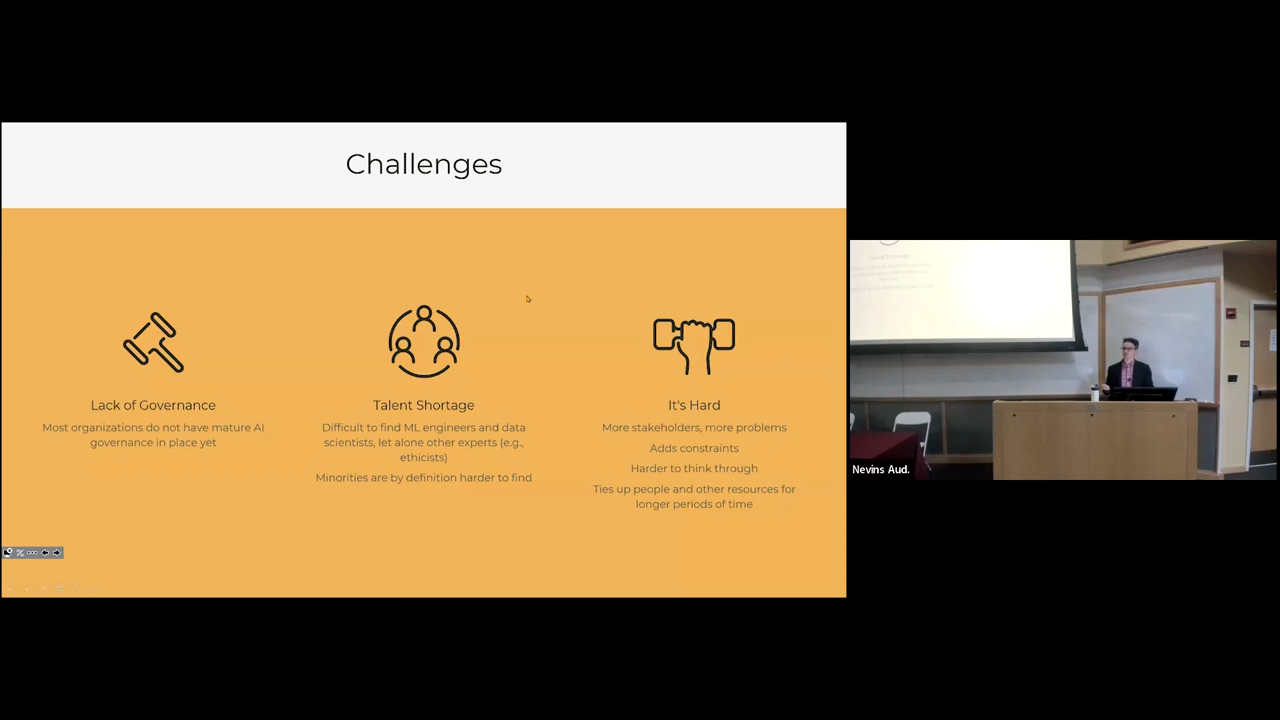 Challenges
Lack of Governance
Most organizations do not have mature AI
governance in place yet
Talent Shortage
Difficult to find ML engineers and data
scientists, let alone other experts (e.g.,
ethicists)
Minorities are by definition harder to find
It's Hard
More stakeholders, more problems
Adds constraints
Harder to think through
Ties up people and other resources for
longer periods of time
Talent Shortage
Nevins Aud.